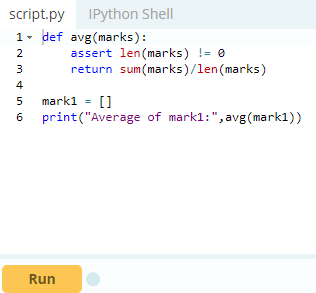 script.py IPython Shell
1 def avg(marks):
2     assert len(marks) != 0
3     return sum(marks)/len(marks)
4
5 mark1 = []
6 print("Average of mark1:",avg(mark1))
Run